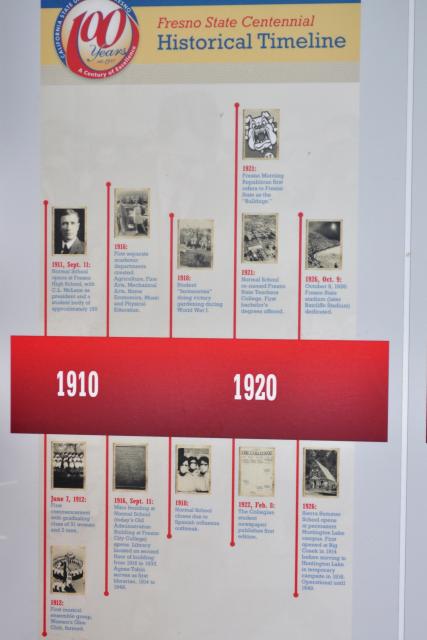 CALIFORNIA STATE
100
Years
A Century of Excellence
Fresno State Centennial
Historical Timeline
1921:
Fresno Morning
Republican first
refers to Fresno
State as the
"Bulldogs."
1911, Sept. 11:
Normal School
opens at Fresno
High School, with
C.L. McLane as
president and a
student body of
approximately 150
1916:
Five separate
academic
departments
created:
Agriculture, Fine
Arts, Mechanical
Arts, Home
Economics, Music
and Physical
Education.
1918:
Student
"farmerettes"
doing victory
gardening during
World War I.
1921:
Normal School
re-named Fresno
State Teachers
College. First
bachelor's
degrees offered.
1926, Oct. 9:
October 9, 1926:
Fresno State
stadium (later
Ratcliffe Stadium)
dedicated.
1910
1920
June 7, 1912:
First
commencement
with graduating
class of 31 women
and 2 men.
1916, Sept. 11:
Main building at
Normal School
(today's Old
Administration
Building at Fresno
City College)
opens. Library
located on second
floor of building
from 1916 to 1932.
Agnes Tobin
serves as first
librarian, 1914 to
1918:
Normal School
closes due to
Spanish influenza
outbreak.
THE COLLEGIAN
1922, Feb. 8:
The Collegian
student
newspaper
publishes first
edition.
1926:
Sierra Summer
School opens
at permanent
Huntington Lake
campus. First
opened at Big
Creek in 1914
before moving to
Huntington Lake
in temporary
campsite in
Operational until
1912:
First musical
ensemble group,
Women's Glee
Club, formed.